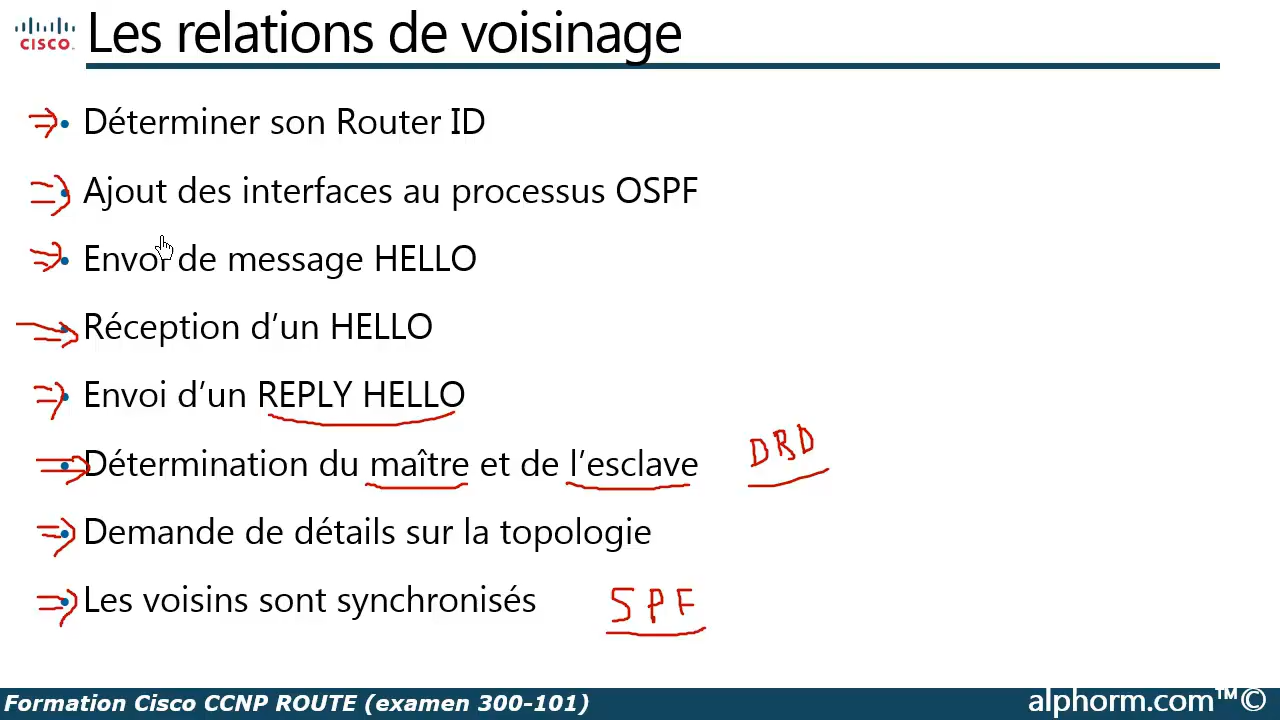 CISCO
Les relations de voisinage
Déterminer son Router ID
Ajout des interfaces au processus OSPF
Envoi de message HELLO
Réception d'un HELLO
Envoi d'un REPLY HELLO
Détermination du maître et de l'esclave DRD
Demande de détails sur la topologie
Les voisins sont synchronisés SPF
Formation Cisco CCNP ROUTE (examen 300-101) alphorm.com™©